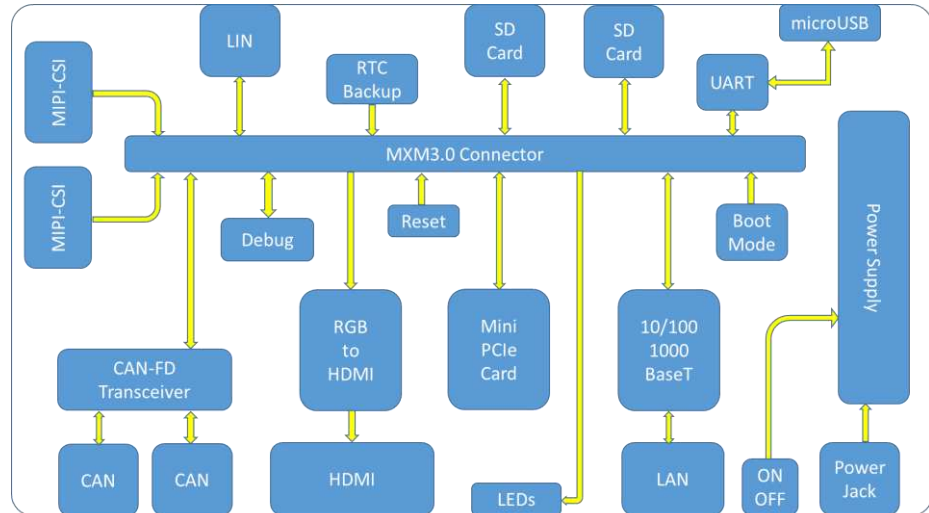 microUSB
LIN
SD
Card
SD
Card
MIPI-CSI
RTC
Backup
UART
MXM3.0 Connector
MIPI-CSI
Debug
Reset
Boot
Mode
Power Supply
RGB
to
HDMI
Mini
PCIe
Card
10/100
1000
BaseT
CAN-FD
Transceiver
CAN
CAN
HDMI
LEDs
LAN
ON
OFF
Power
Jack